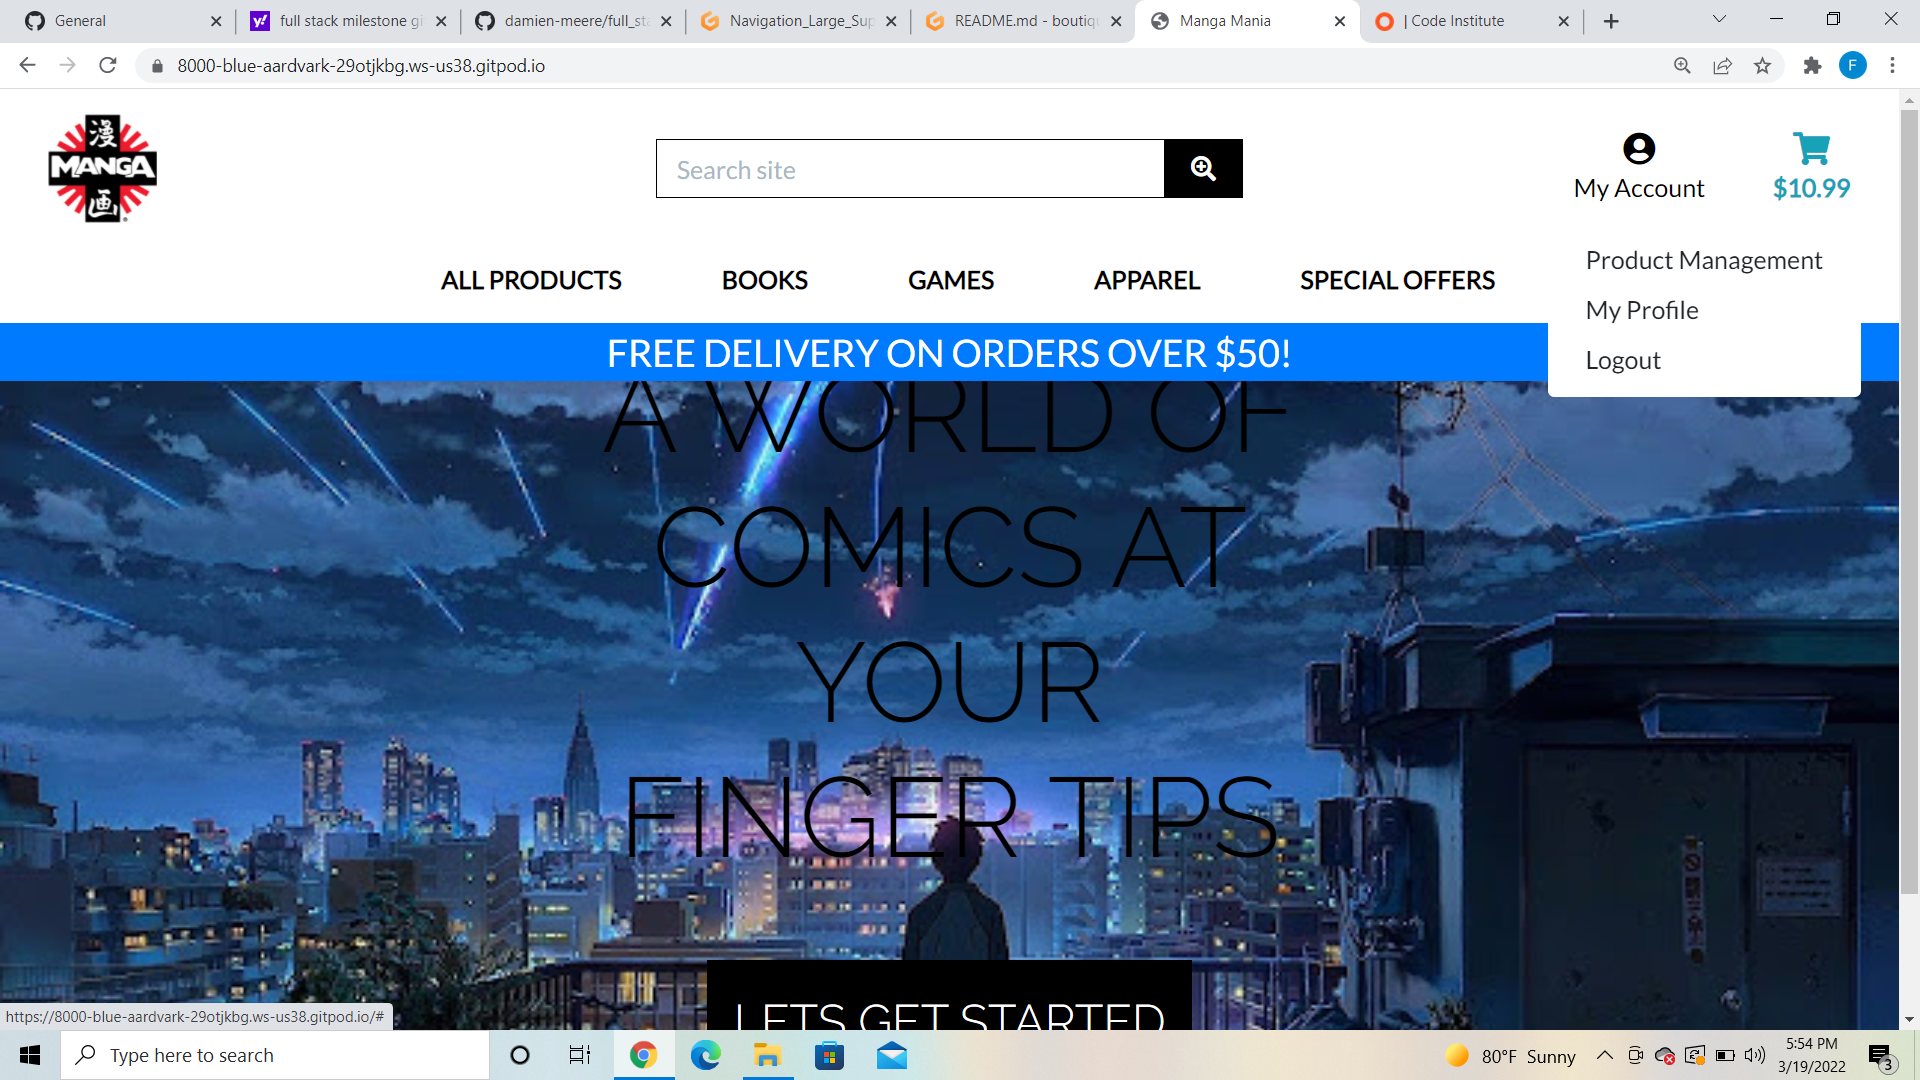 General
full stack milestone gi
damien-meere/full_sta
Navigation_Large_Sup
README.md - boutiqu
Manga Mania
| Code Institute
8000-blue-aardvark-29otjkbg.ws-us38.gitpod.io
F
漫
MANGA
画
Search site
My Account
$10.99
ALL PRODUCTS
BOOKS
GAMES
APPAREL
SPECIAL OFFERS
Product Management
My Profile
Logout
FREE DELIVERY ON ORDERS OVER $50!
A WORLD OF
COMICS AT
YOUR
FINGER TIPS
LETS GET STARTED
https://8000-blue-aardvark-29otjkbg.ws-us38.gitpod.io/#
Type here to search
80°F Sunny
5:54 PM
3/19/2022
3